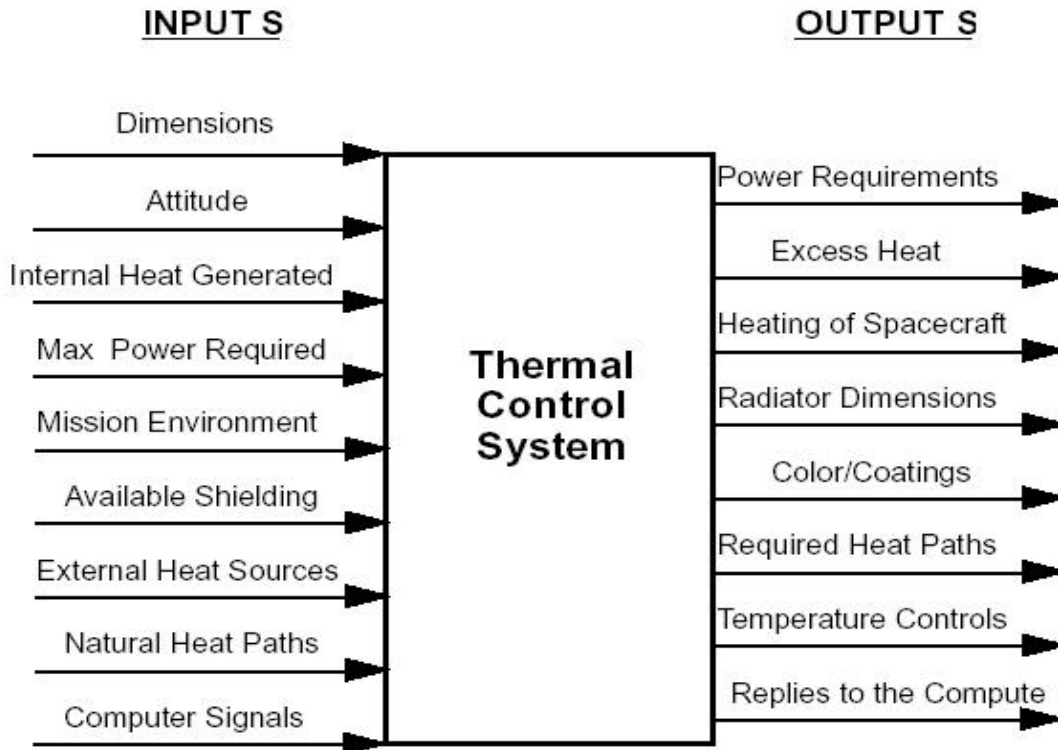 INPUT S
OUTPUT S
Dimensions
Attitude
Internal Heat Generated
Max Power Required
Mission Environment
Available Shielding
External Heat Sources
Natural Heat Paths
Computer Signals
Thermal
Control
System
Power Requirements
Excess Heat
Heating of Spacecraft
Radiator Dimensions
Color/Coatings
Required Heat Paths
Temperature Controls
Replies to the Compute